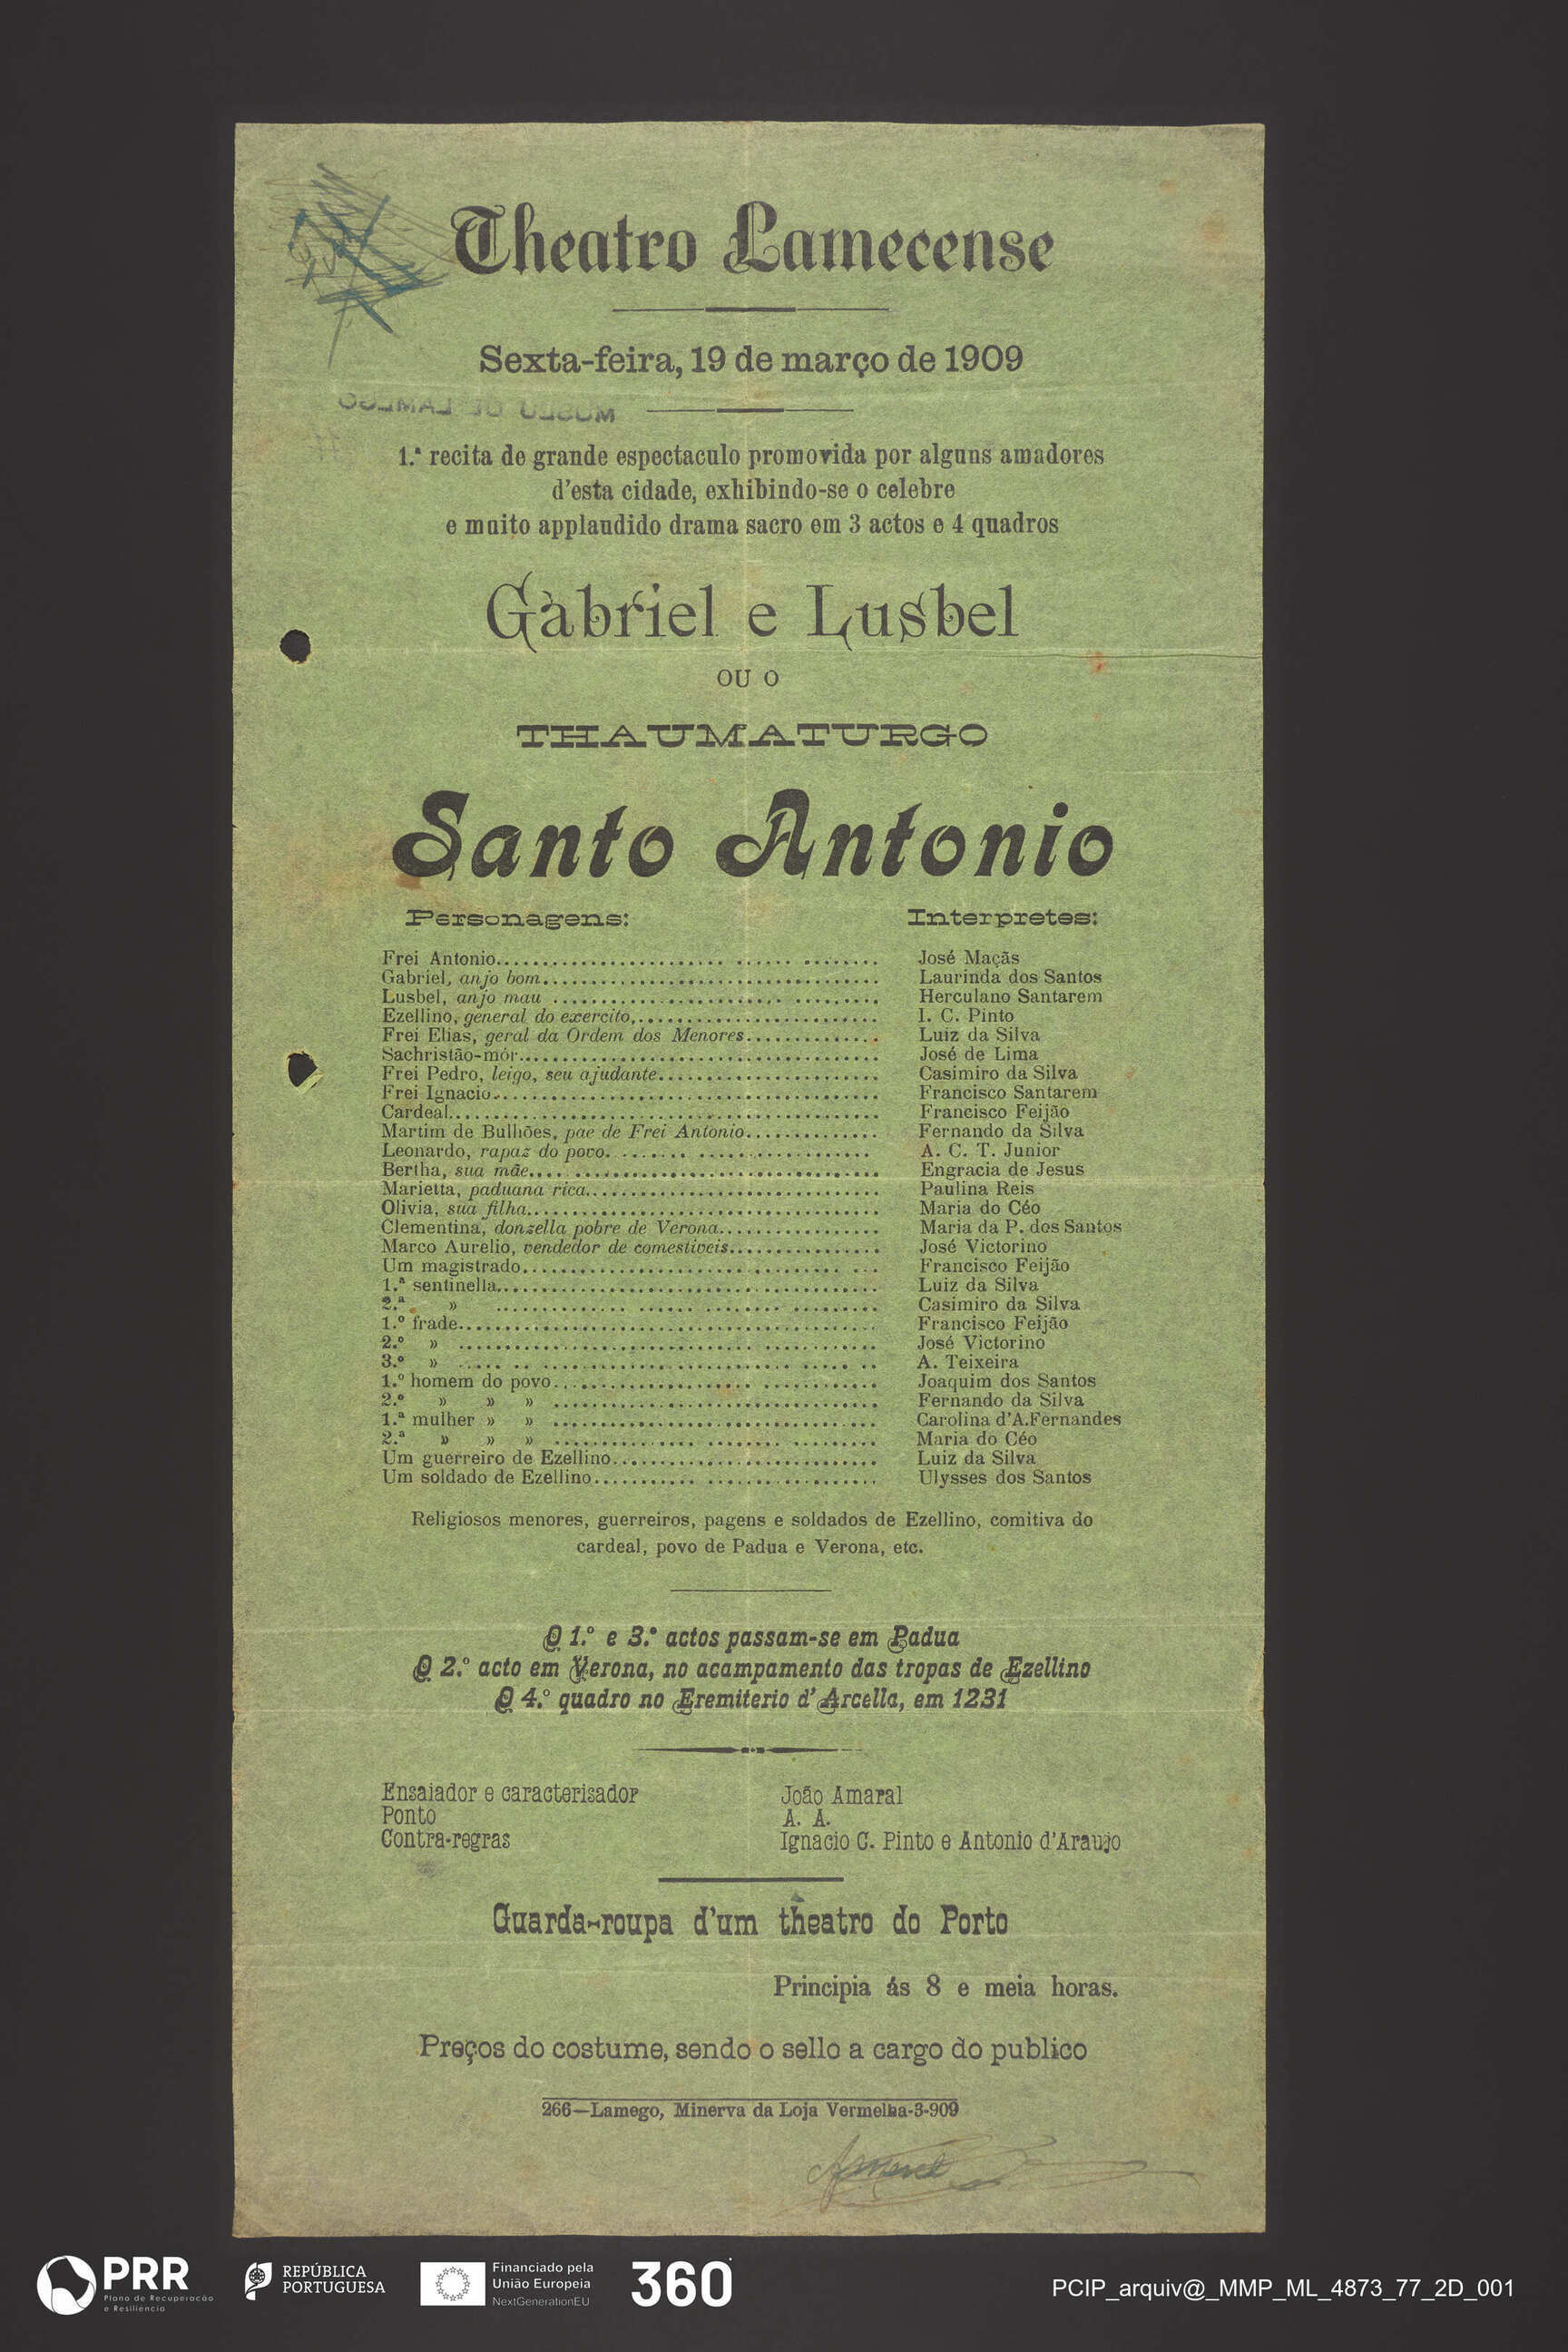 Theatro Lamecense
Sexta-feira, 19 de março de 1909
MUSEU DE LAMEGO
1.ª recita de grande espectaculo promovida por alguns amadores
d'esta cidade, exhibindo-se o celebre
e muito applaudido drama sacro em 3 actos e 4 quadros
Gabriel e Lusbel
OU O
THAUMATURGO
Santo Antonio
Personagens: Interpretes:
Frei Antonio........ José Maçãs
Gabriel, anjo bom........ Laurinda dos Santos
Lusbel, anjo mau ........ Herculano Santarem
Ezellino, general do exercito,........ I. C. Pinto
Frei Elias, geral da Ordem dos Menores........ Luiz da Silva
Sachristão-mór........ José de Lima
Frei Pedro, leigo, seu ajudante........ Casimiro da Silva
Frei Ignacio........ Francisco Santarem
Cardeal........ Francisco Feijão
Martim de Bulhões, pae de Frei Antonio........ Fernando da Silva
Leonardo, rapaz do povo........ A. C. T. Junior
Bertha, sua mãe........ Engracia de Jesus
Marietta, paduana rica........ Paulina Reis
Olivia, sua filha........ Maria do Céo
Clementina, donzella pobre de Verona........ Maria da P. dos Santos
Marco Aurelio, vendedor de comestiveis........ José Victorino
Um magistrado........ Francisco Feijão
1.ª sentinella........ Luiz da Silva
2.ª » ........ Casimiro da Silva
1.º frade........ Francisco Feijão
2.º » ........ José Victorino
3.º » ........ A. Teixeira
1.º homem do povo........ Joaquim dos Santos
2.º » » » ........ Fernando da Silva
1.ª mulher » » ........ Carolina d'A.Fernandes
2.ª » » » ........ Maria do Céo
Um guerreiro de Ezellino........ Luiz da Silva
Um soldado de Ezellino........ Ulysses dos Santos
Religiosos menores, guerreiros, pagens e soldados de Ezellino, comitiva do
cardeal, povo de Padua e Verona, etc.
O 1.º e 3.º actos passam-se em Padua
O 2.º acto em Verona, no acampamento das tropas de Ezellino
O 4.º quadro no Eremiterio d'Arcella, em 1231
Ensaiador e caracterisador João Amaral
Ponto A. A.
Contra-regras Ignacio C. Pinto e Antonio d'Araujo
Guarda-roupa d'um theatro do Porto
Principia ás 8 e meia horas.
Preços do costume, sendo o sello a cargo do publico
266—Lamego, Minerva da Loja Vermelha-3-909
PRR
Plano de Recuperação
e Resiliência
REPÚBLICA
PORTUGUESA
Financiado pela
União Europeia
NextGenerationEU
360
PCIP_arquiv@_MMP_ML_4873_77_2D_001